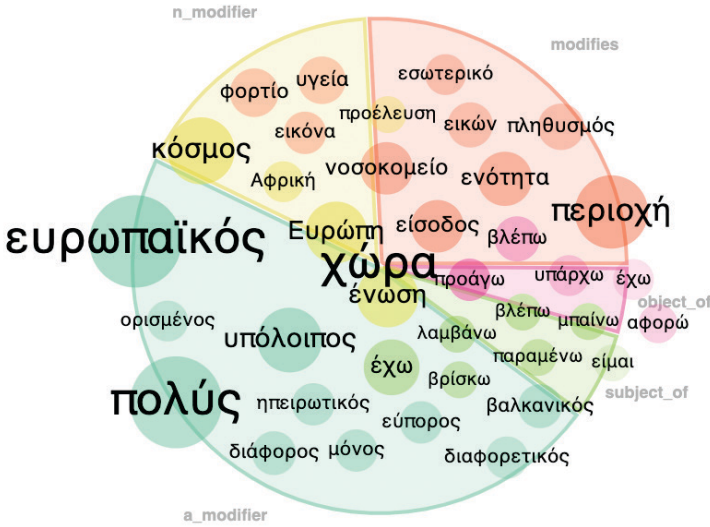 n_modifier
modifies
εσωτερικό
φορτίο
υγεία
προέλευση
εικόνα
εικών
πληθυσμός
κόσμος
νοσοκομείο
Αφρική
ενότητα
περιοχή
Ευρώπη
είσοδος
βλέπω
ευρωπαϊκός
χώρα
προάγω
υπάρχω
έχω
ένωση
object_of
ορισμένος
βλέπω
μπαίνω
αφορώ
υπόλοιπος
λαμβάνω
έχω
παραμένω
είμαι
βρίσκω
subject_of
πολύς
ηπειρωτικός
βαλκανικός
εύπορος
διάφορος
μόνος
διαφορετικός
a_modifier